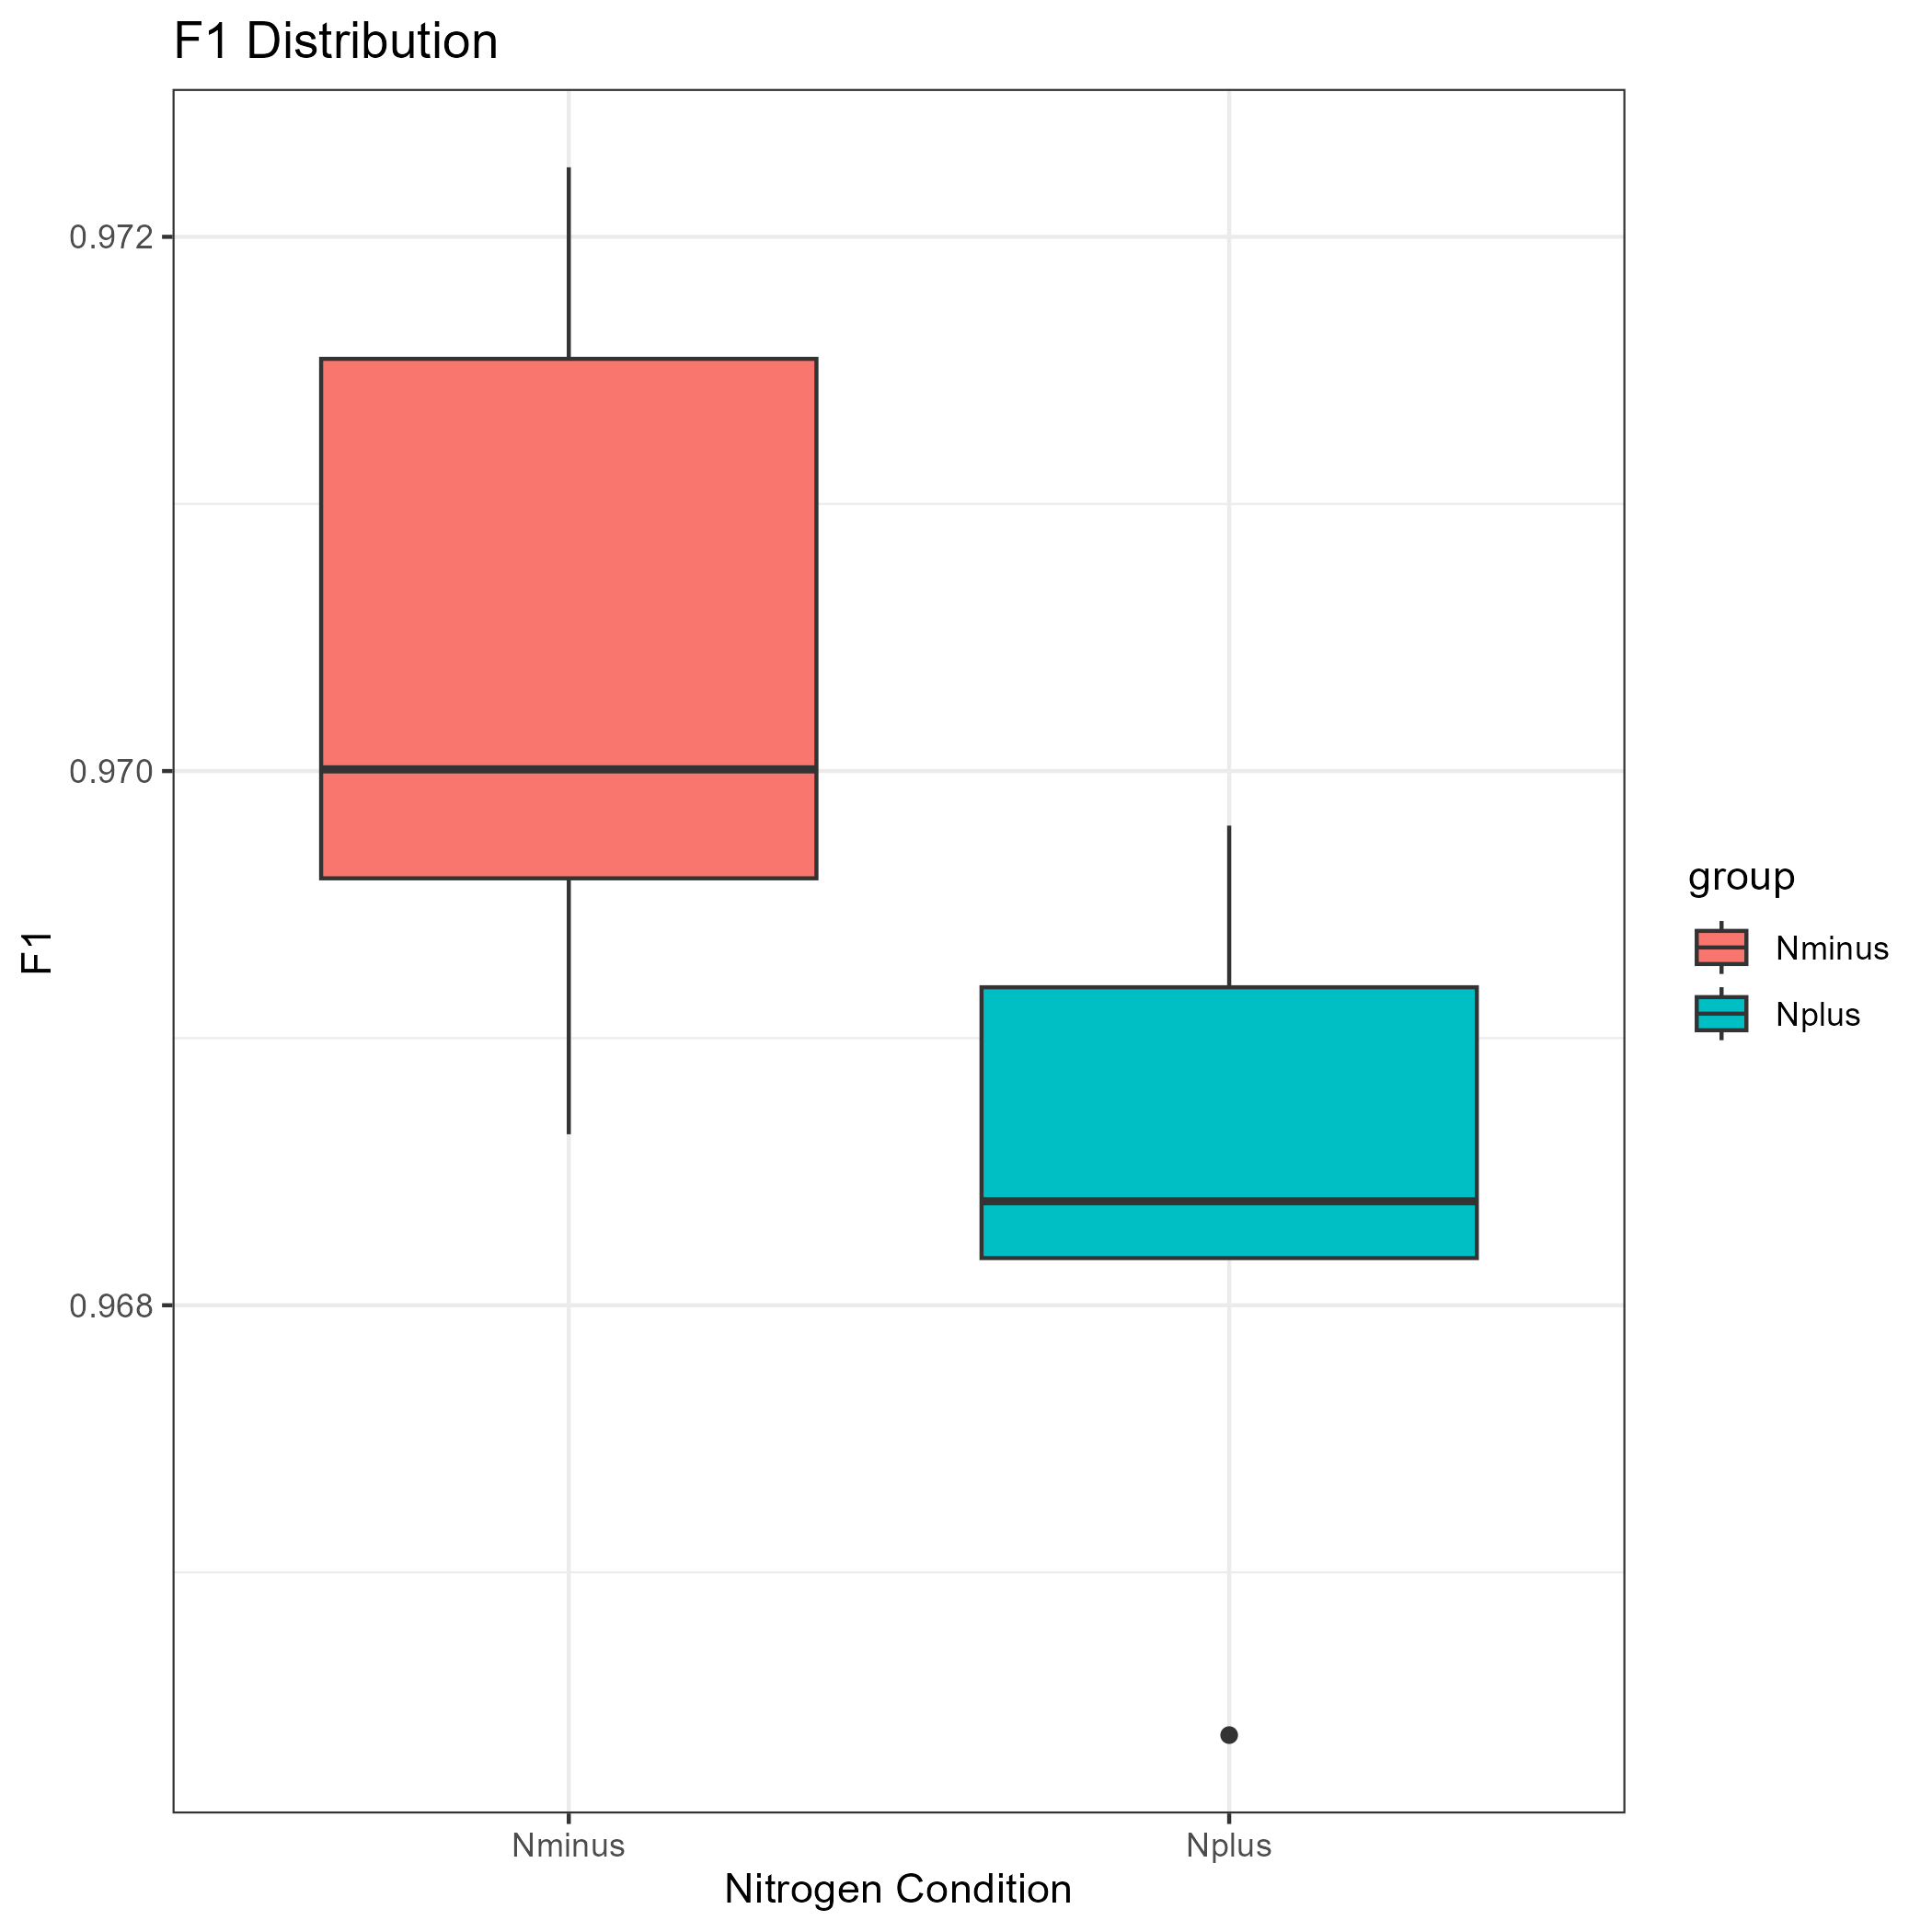 F1 Distribution
0.972
0.970
0.968
F1
Nminus
Nplus
Nitrogen Condition
group
Nminus
Nplus